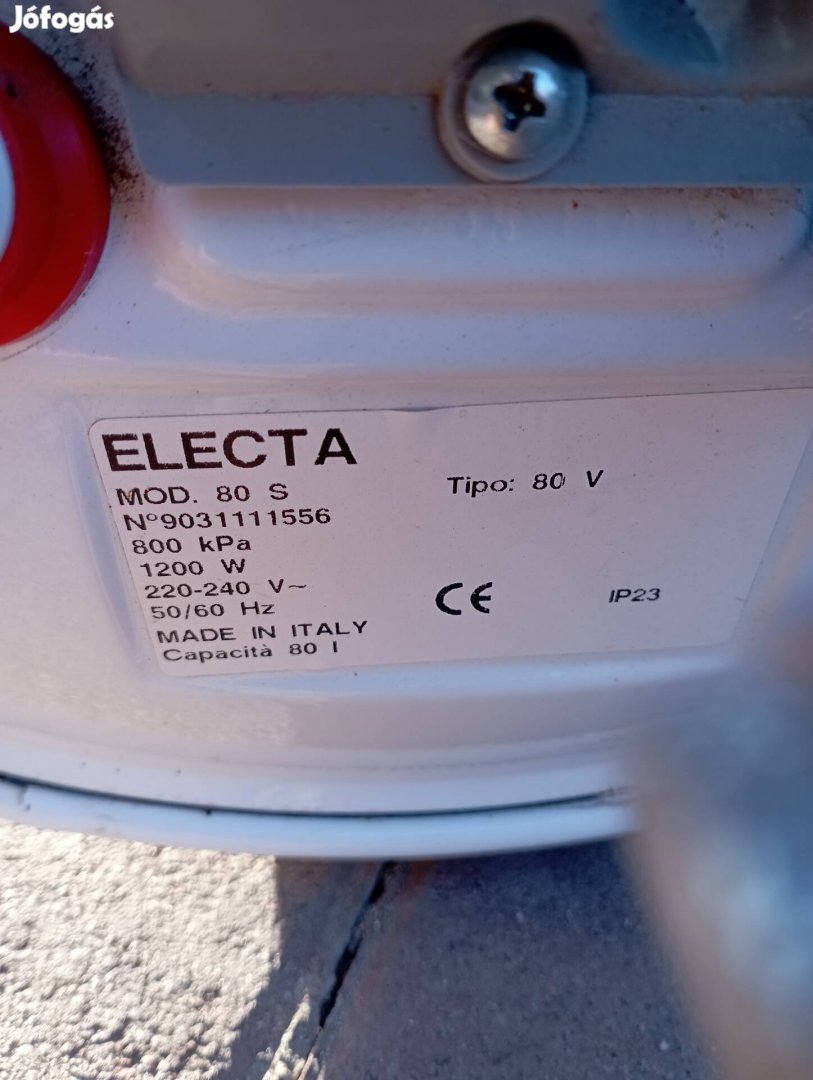 Jófogás
ELECTA
MOD. 80 S
Tipo: 80 V
Nº9031111556
800 kPa
1200 W
220-240 V~
50/60 Hz
CE
IP23
MADE IN ITALY
Capacità 80 l